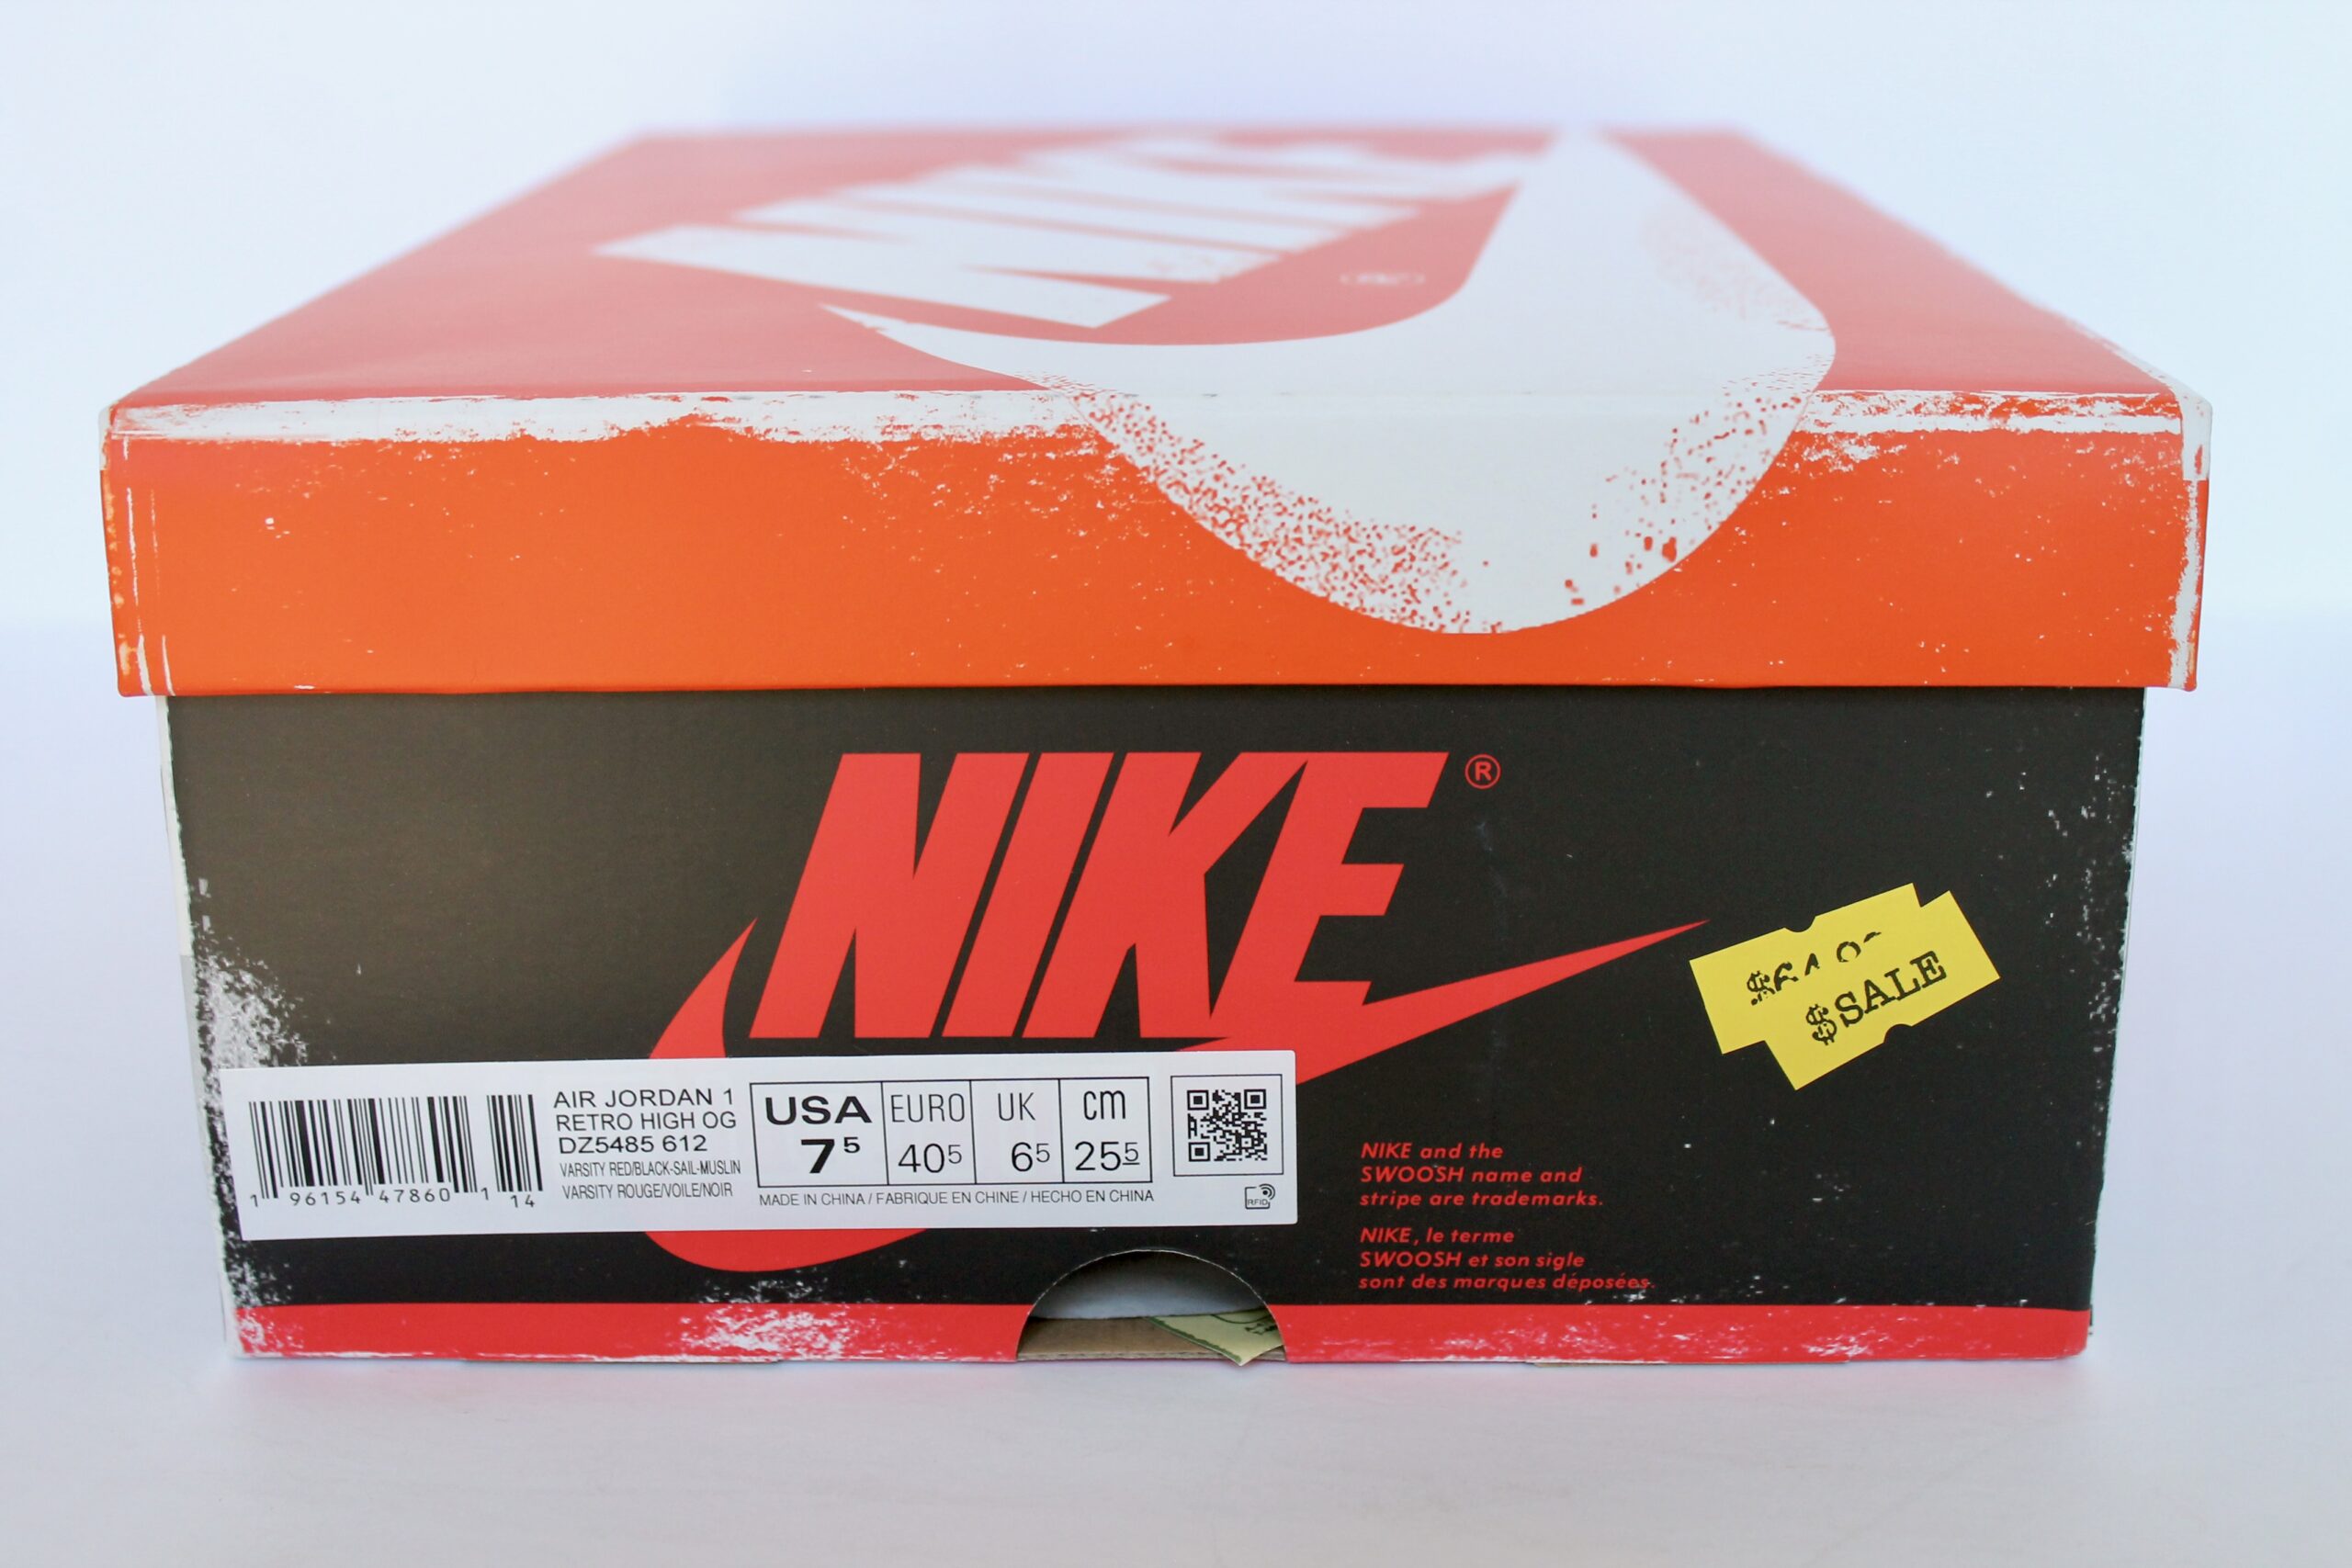 NIKE
NIKE®
$SALE
AIR JORDAN 1
RETRO HIGH OG
DZ5485 612
VARSITY RED/BLACK-SAIL-MUSLIN
VARSITY ROUGE/VOILE/NOIR
1 96154 47860 1 14
USA EURO UK cm
7⁵ 40⁵ 6⁵ 25⁵
MADE IN CHINA / FABRIQUE EN CHINE / HECHO EN CHINA
RFID
NIKE and the
SWOOSH name and
stripe are trademarks.
NIKE, le terme
SWOOSH et son sigle
sont des marques déposées.